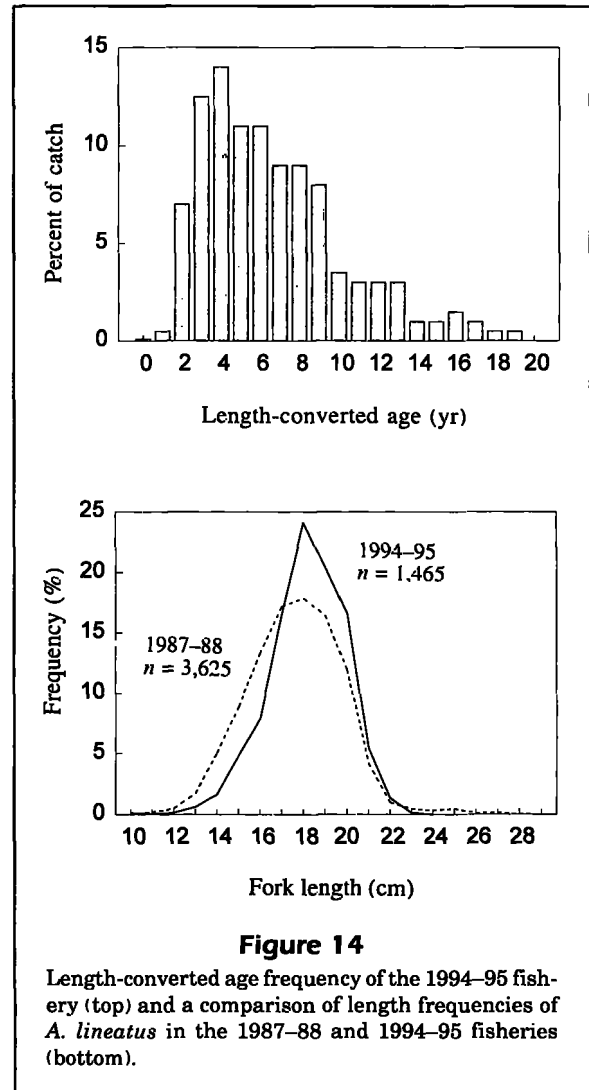 15
10
5
0
Percent of catch
0 2 4 6 8 10 12 14 16 18 20
Length-converted age (yr)
25
20
15
10
5
0
Frequency (%)
1994–95
n = 1,465
1987–88
n = 3,625
10 12 14 16 18 20 22 24 26 28
Fork length (cm)
Figure 14
Length-converted age frequency of the 1994–95 fish-
ery (top) and a comparison of length frequencies of
A. lineatus in the 1987–88 and 1994–95 fisheries
(bottom).